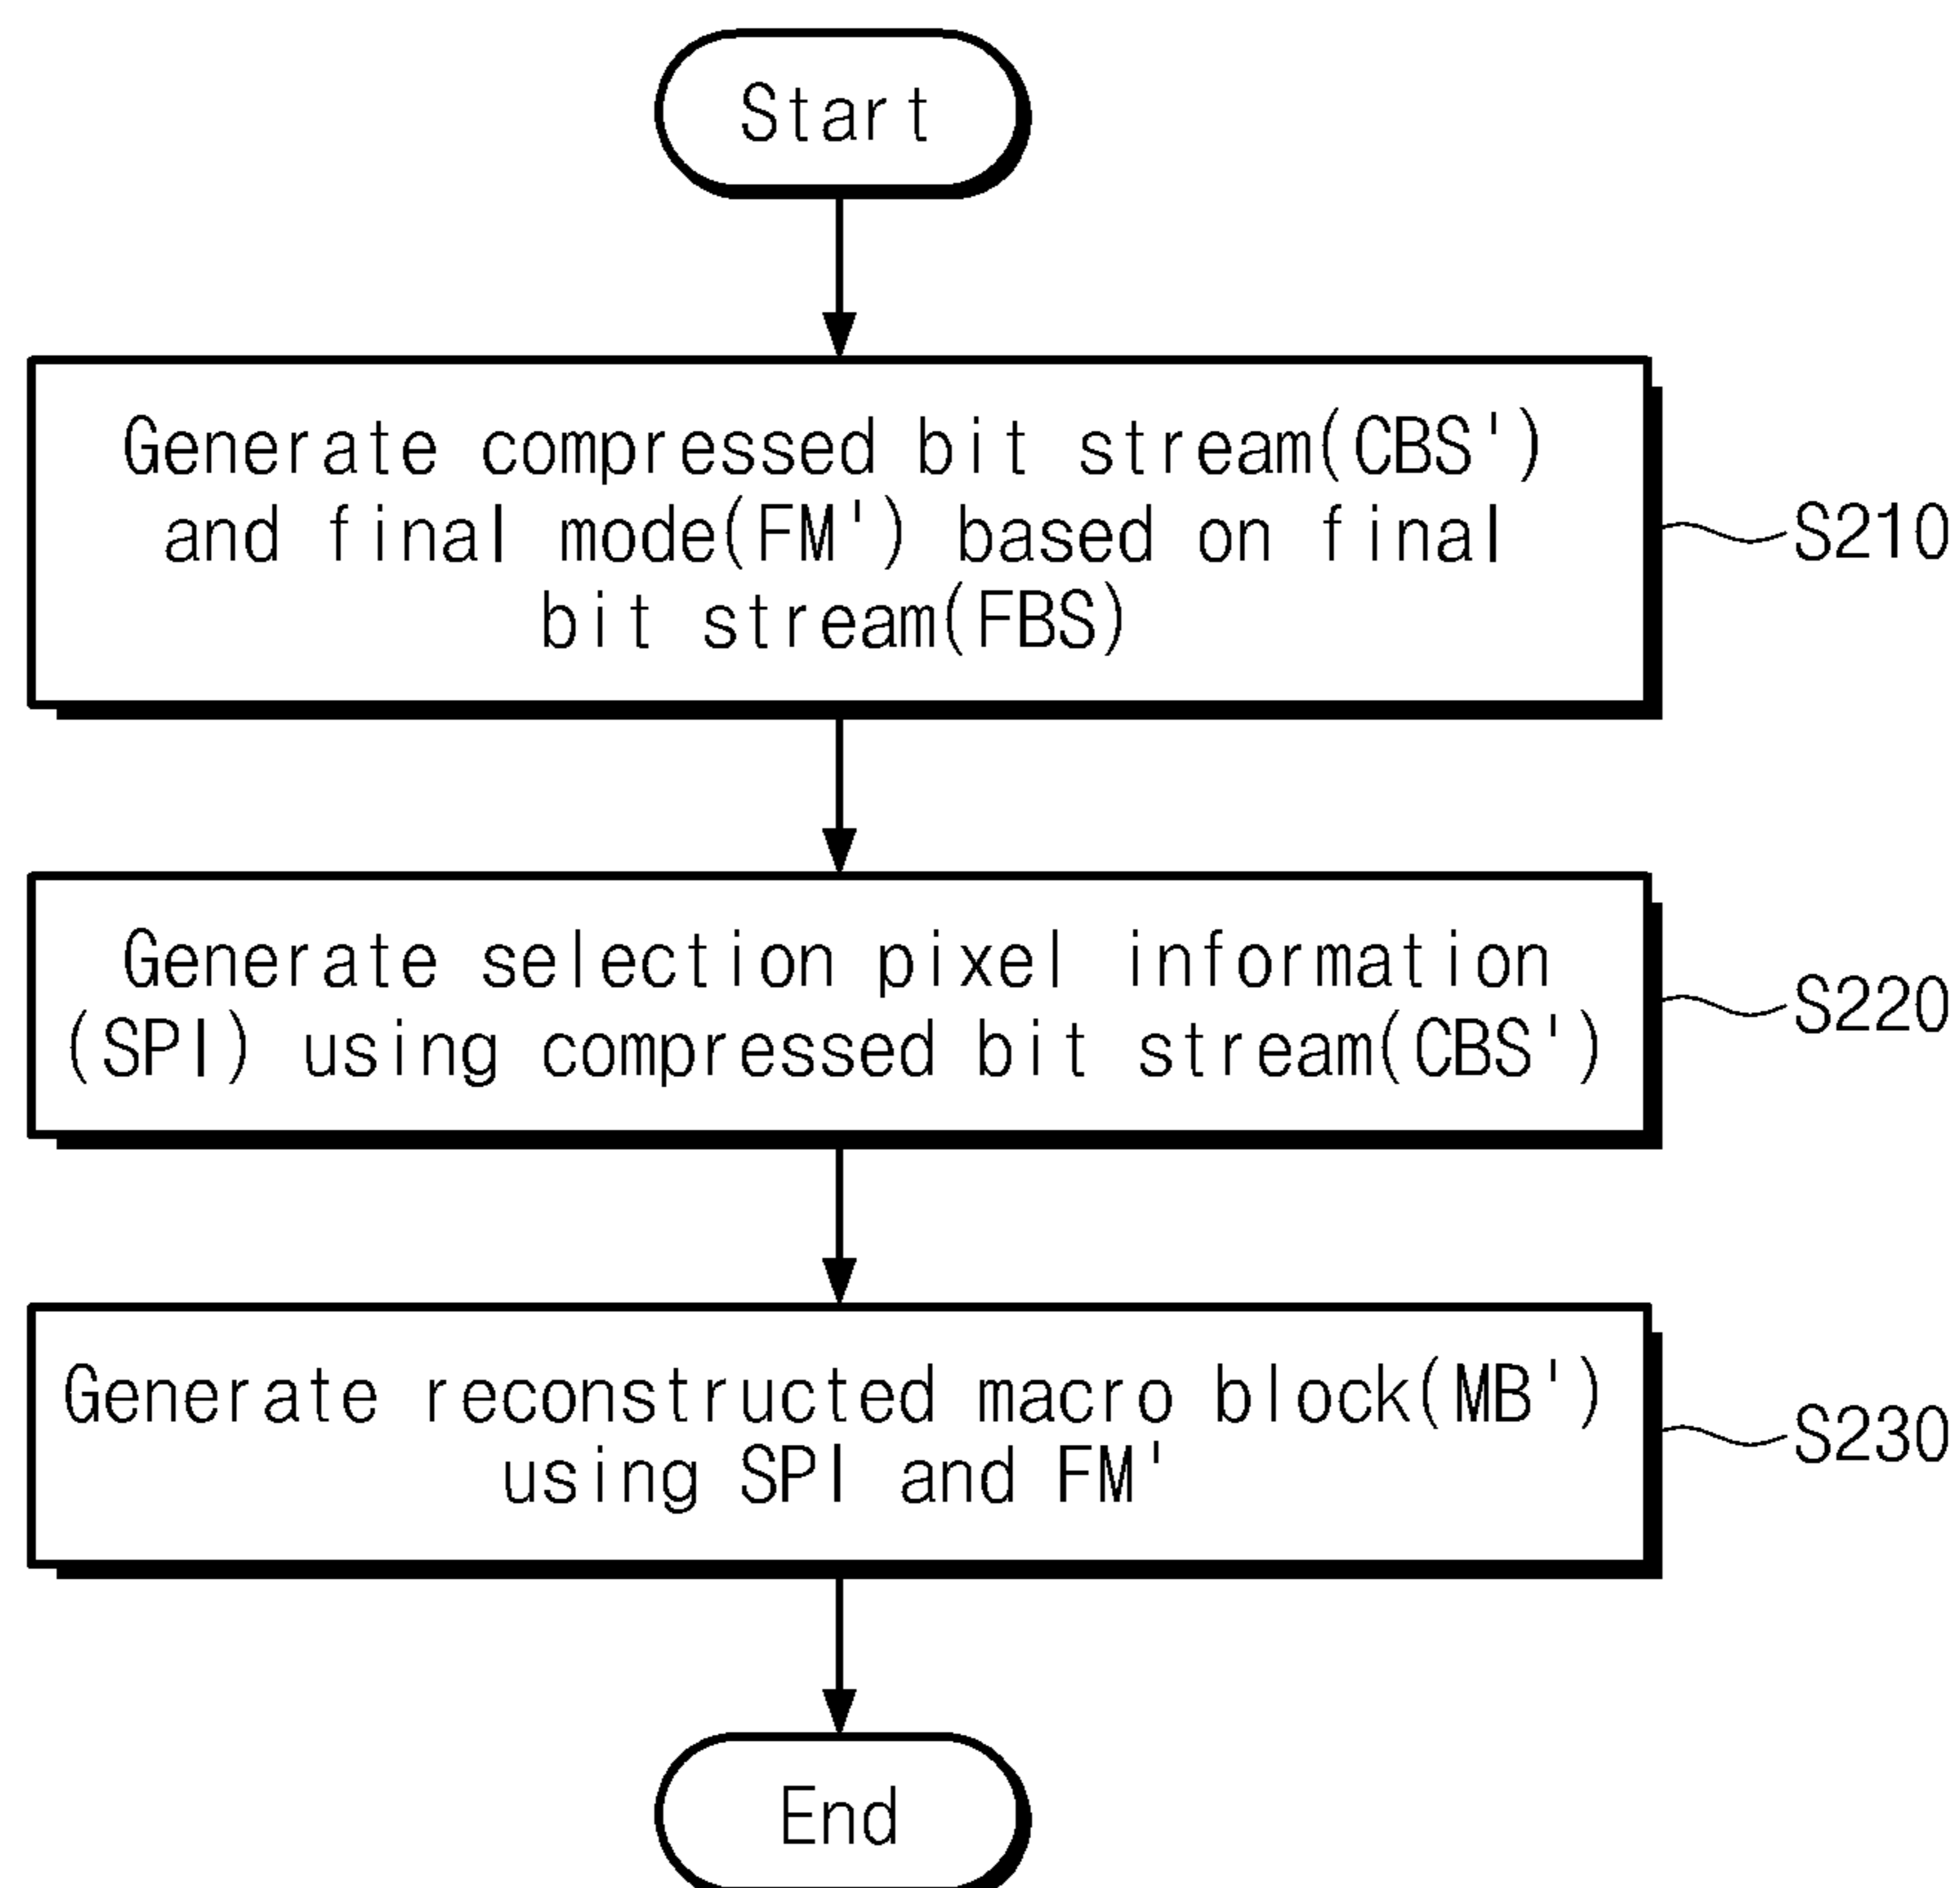 Start
Generate compressed bit stream(CBS')
and final mode(FM') based on final
bit stream(FBS)
S210
Generate selection pixel information
(SPI) using compressed bit stream(CBS')
S220
Generate reconstructed macro block(MB')
using SPI and FM'
S230
End